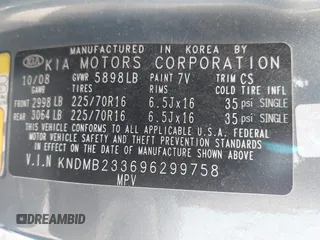 MANUFACTURED IN KOREA
KIA KIA MOTORS CORPORATION
10/08 GVWR 5898LB PAINT 7V TRIM CS
GAWR TIRE RIM COLD TIRE INFL
FRONT 2998 LB 225/70R16 6.5Jx16 35 PSI SINGLE
REAR 3064 LB 225/70R16 6.5Jx16 35 PSI SINGLE
THIS VEHICLE CONFORMS TO ALL APPLICABLE FEDERAL
MOTOR VEHICLE SAFETY AND THEFT PREVENTION
STANDARDS IN EFFECT ON THE DATE OF
MANUFACTURE SHOWN ABOVE.
V.I.N KNDMB233696299758
MPV
DREAMBID